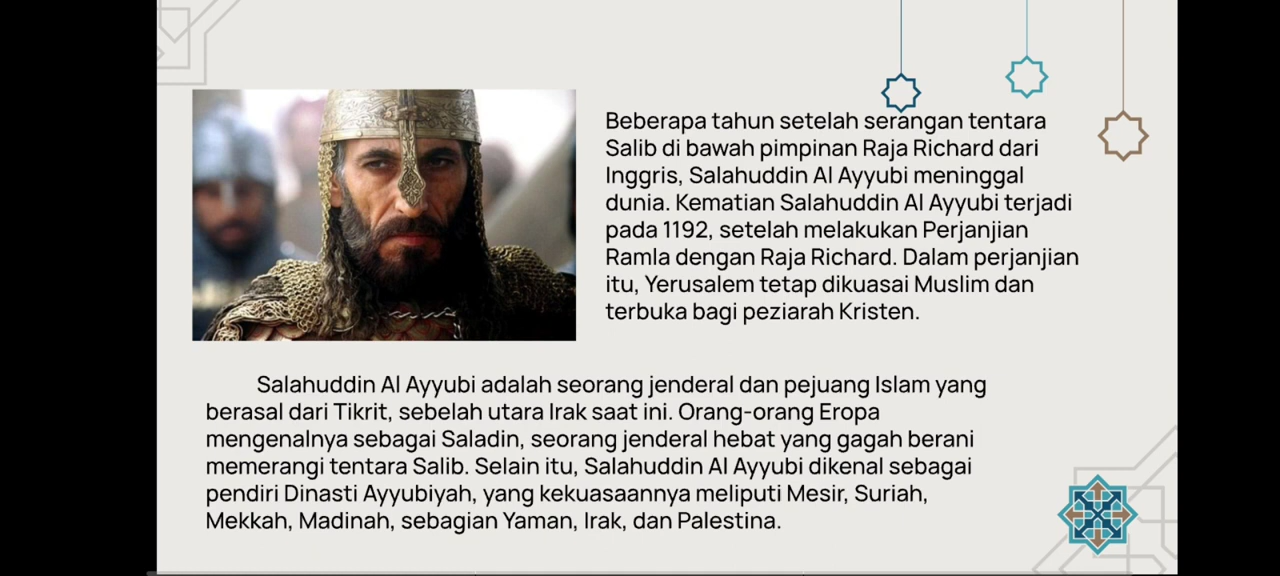 Beberapa tahun setelah serangan tentara
Salib di bawah pimpinan Raja Richard dari
Inggris, Salahuddin Al Ayyubi meninggal
dunia. Kematian Salahuddin Al Ayyubi terjadi
pada 1192, setelah melakukan Perjanjian
Ramla dengan Raja Richard. Dalam perjanjian
itu, Yerusalem tetap dikuasai Muslim dan
terbuka bagi peziarah Kristen.
Salahuddin Al Ayyubi adalah seorang jenderal dan pejuang Islam yang
berasal dari Tikrit, sebelah utara Irak saat ini. Orang-orang Eropa
mengenalnya sebagai Saladin, seorang jenderal hebat yang gagah berani
memerangi tentara Salib. Selain itu, Salahuddin Al Ayyubi dikenal sebagai
pendiri Dinasti Ayyubiyah, yang kekuasaannya meliputi Mesir, Suriah,
Mekkah, Madinah, sebagian Yaman, Irak, dan Palestina.